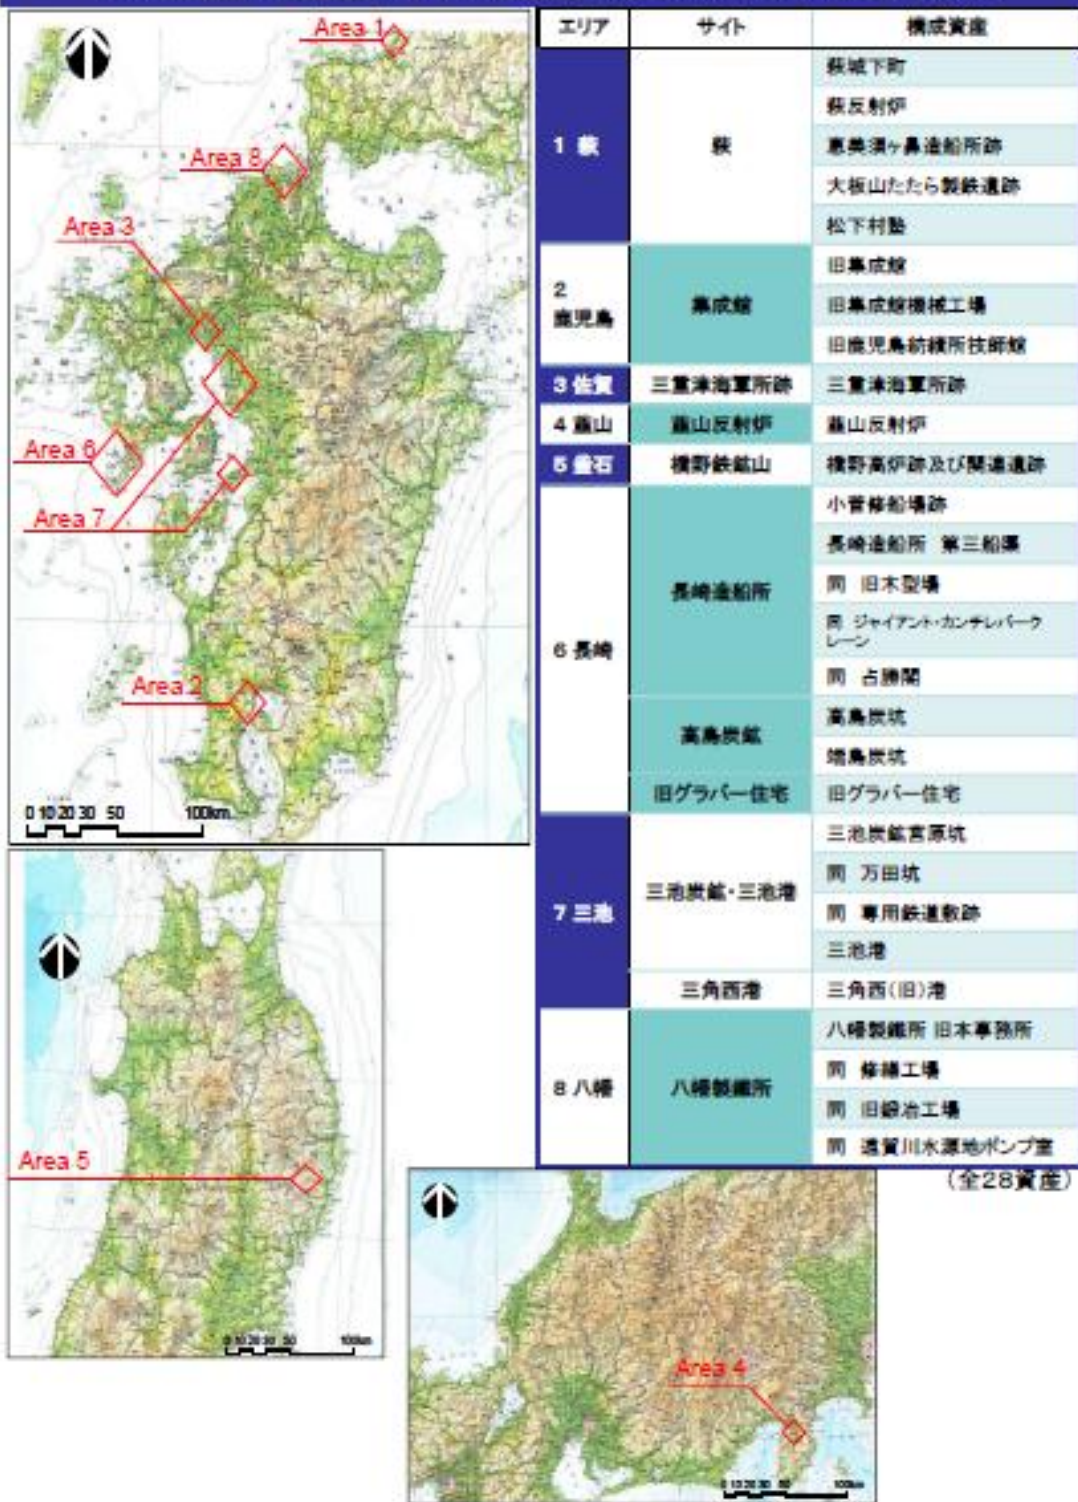 Area 1
Area 8
Area 3
Area 6
Area 7
Area 2
0 10 20 30 50 100km
Area 5
0 10 20 30 50 100km
Area 4
0 10 20 30 50 100km
エリア サイト 構成資産
1 萩 萩 萩城下町
萩反射炉
恵美須ヶ鼻造船所跡
大板山たたら製鉄遺跡
松下村塾
2 鹿児島 集成館 旧集成館
旧集成館機械工場
旧鹿児島紡績所技師館
3 佐賀 三重津海軍所跡 三重津海軍所跡
4 韮山 韮山反射炉 韮山反射炉
5 釜石 橋野鉄鉱山 橋野高炉跡及び関連遺跡
6 長崎 長崎造船所 小菅修船場跡
長崎造船所 第三船渠
同 旧木型場
同 ジャイアント・カンチレバーク
レーン
同 占勝閣
高島炭鉱 高島炭坑
端島炭坑
旧グラバー住宅 旧グラバー住宅
7 三池 三池炭鉱・三池港 三池炭鉱宮原坑
同 万田坑
同 専用鉄道敷跡
三池港
三角西港 三角西(旧)港
8 八幡 八幡製鐵所 八幡製鐵所 旧本事務所
同 修繕工場
同 旧鍛冶工場
同 遠賀川水源地ポンプ室
(全28資産)